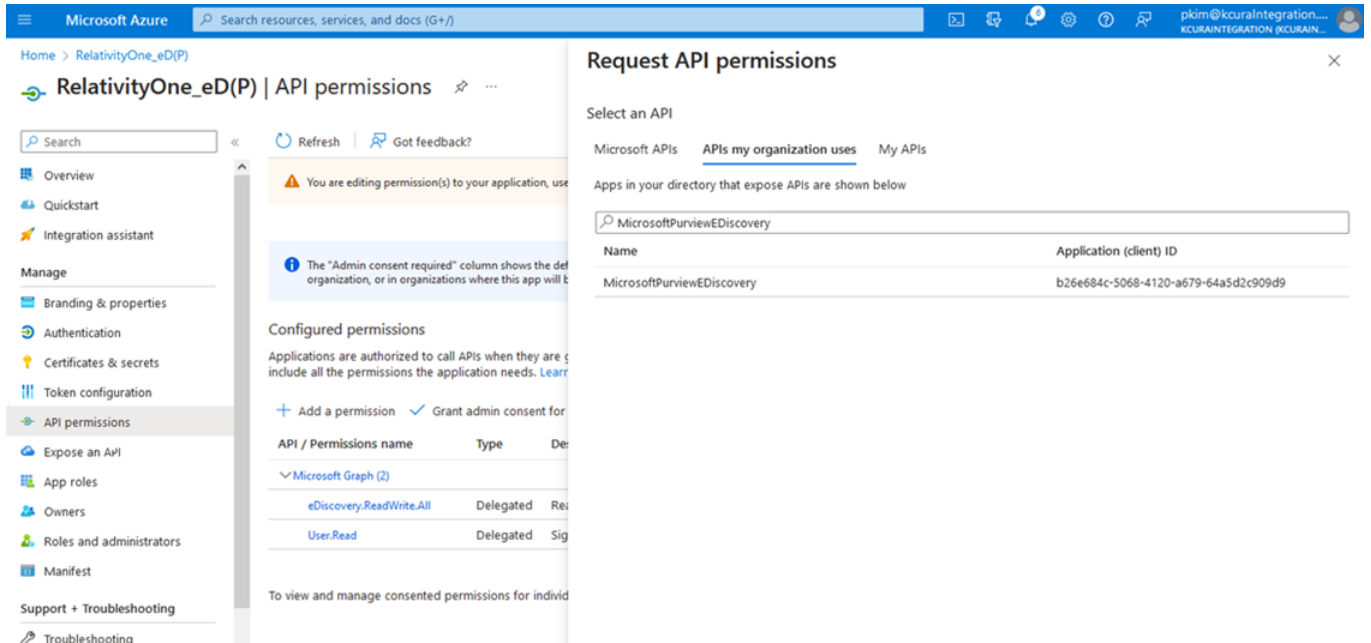 Microsoft Azure
Search resources, services, and docs (G+/)
6
pkim@kcuraIntegration....
KCURAINTEGRATION (KCURAIN...
Home > RelativityOne_eD(P)
RelativityOne_eD(P) | API permissions
Search
Overview
Quickstart
Integration assistant
Manage
Branding & properties
Authentication
Certificates & secrets
Token configuration
API permissions
Expose an API
App roles
Owners
Roles and administrators
Manifest
Support + Troubleshooting
Troubleshooting
Refresh
Got feedback?
You are editing permission(s) to your application, use
The "Admin consent required" column shows the def
organization, or in organizations where this app will b
Configured permissions
Applications are authorized to call APIs when they are g
include all the permissions the application needs. Learn
Add a permission
Grant admin consent for
API / Permissions name Type De
Microsoft Graph (2)
eDiscovery.ReadWrite.All Delegated Rea
User.Read Delegated Sig
To view and manage consented permissions for individ
Request API permissions
Select an API
Microsoft APIs APIs my organization uses My APIs
Apps in your directory that expose APIs are shown below
MicrosoftPurviewEDiscovery
Name Application (client) ID
MicrosoftPurviewEDiscovery b26e684c-5068-4120-a679-64a5d2c909d9